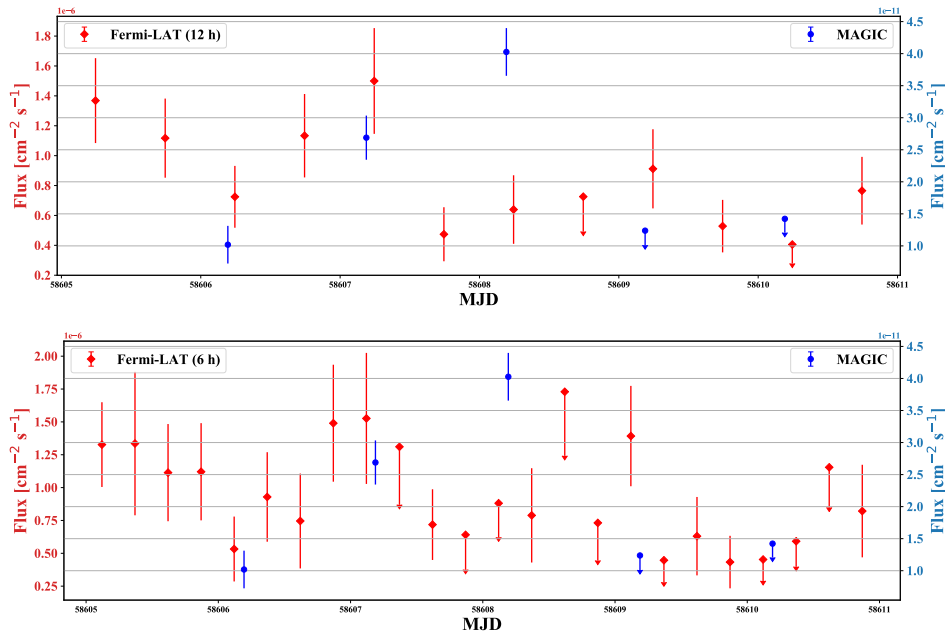 1e−6
1e−11
Fermi-LAT (12 h)
MAGIC
1.8
1.6
1.4
1.2
1.0
0.8
0.6
0.4
0.2
Flux [cm−2 s−1]
4.5
4.0
3.5
3.0
2.5
2.0
1.5
1.0
Flux [cm−2 s−1]
58605 58606 58607 58608 58609 58610 58611
MJD
1e−6
1e−11
Fermi-LAT (6 h)
MAGIC
2.00
1.75
1.50
1.25
1.00
0.75
0.50
0.25
Flux [cm−2 s−1]
4.5
4.0
3.5
3.0
2.5
2.0
1.5
1.0
Flux [cm−2 s−1]
58605 58606 58607 58608 58609 58610 58611
MJD